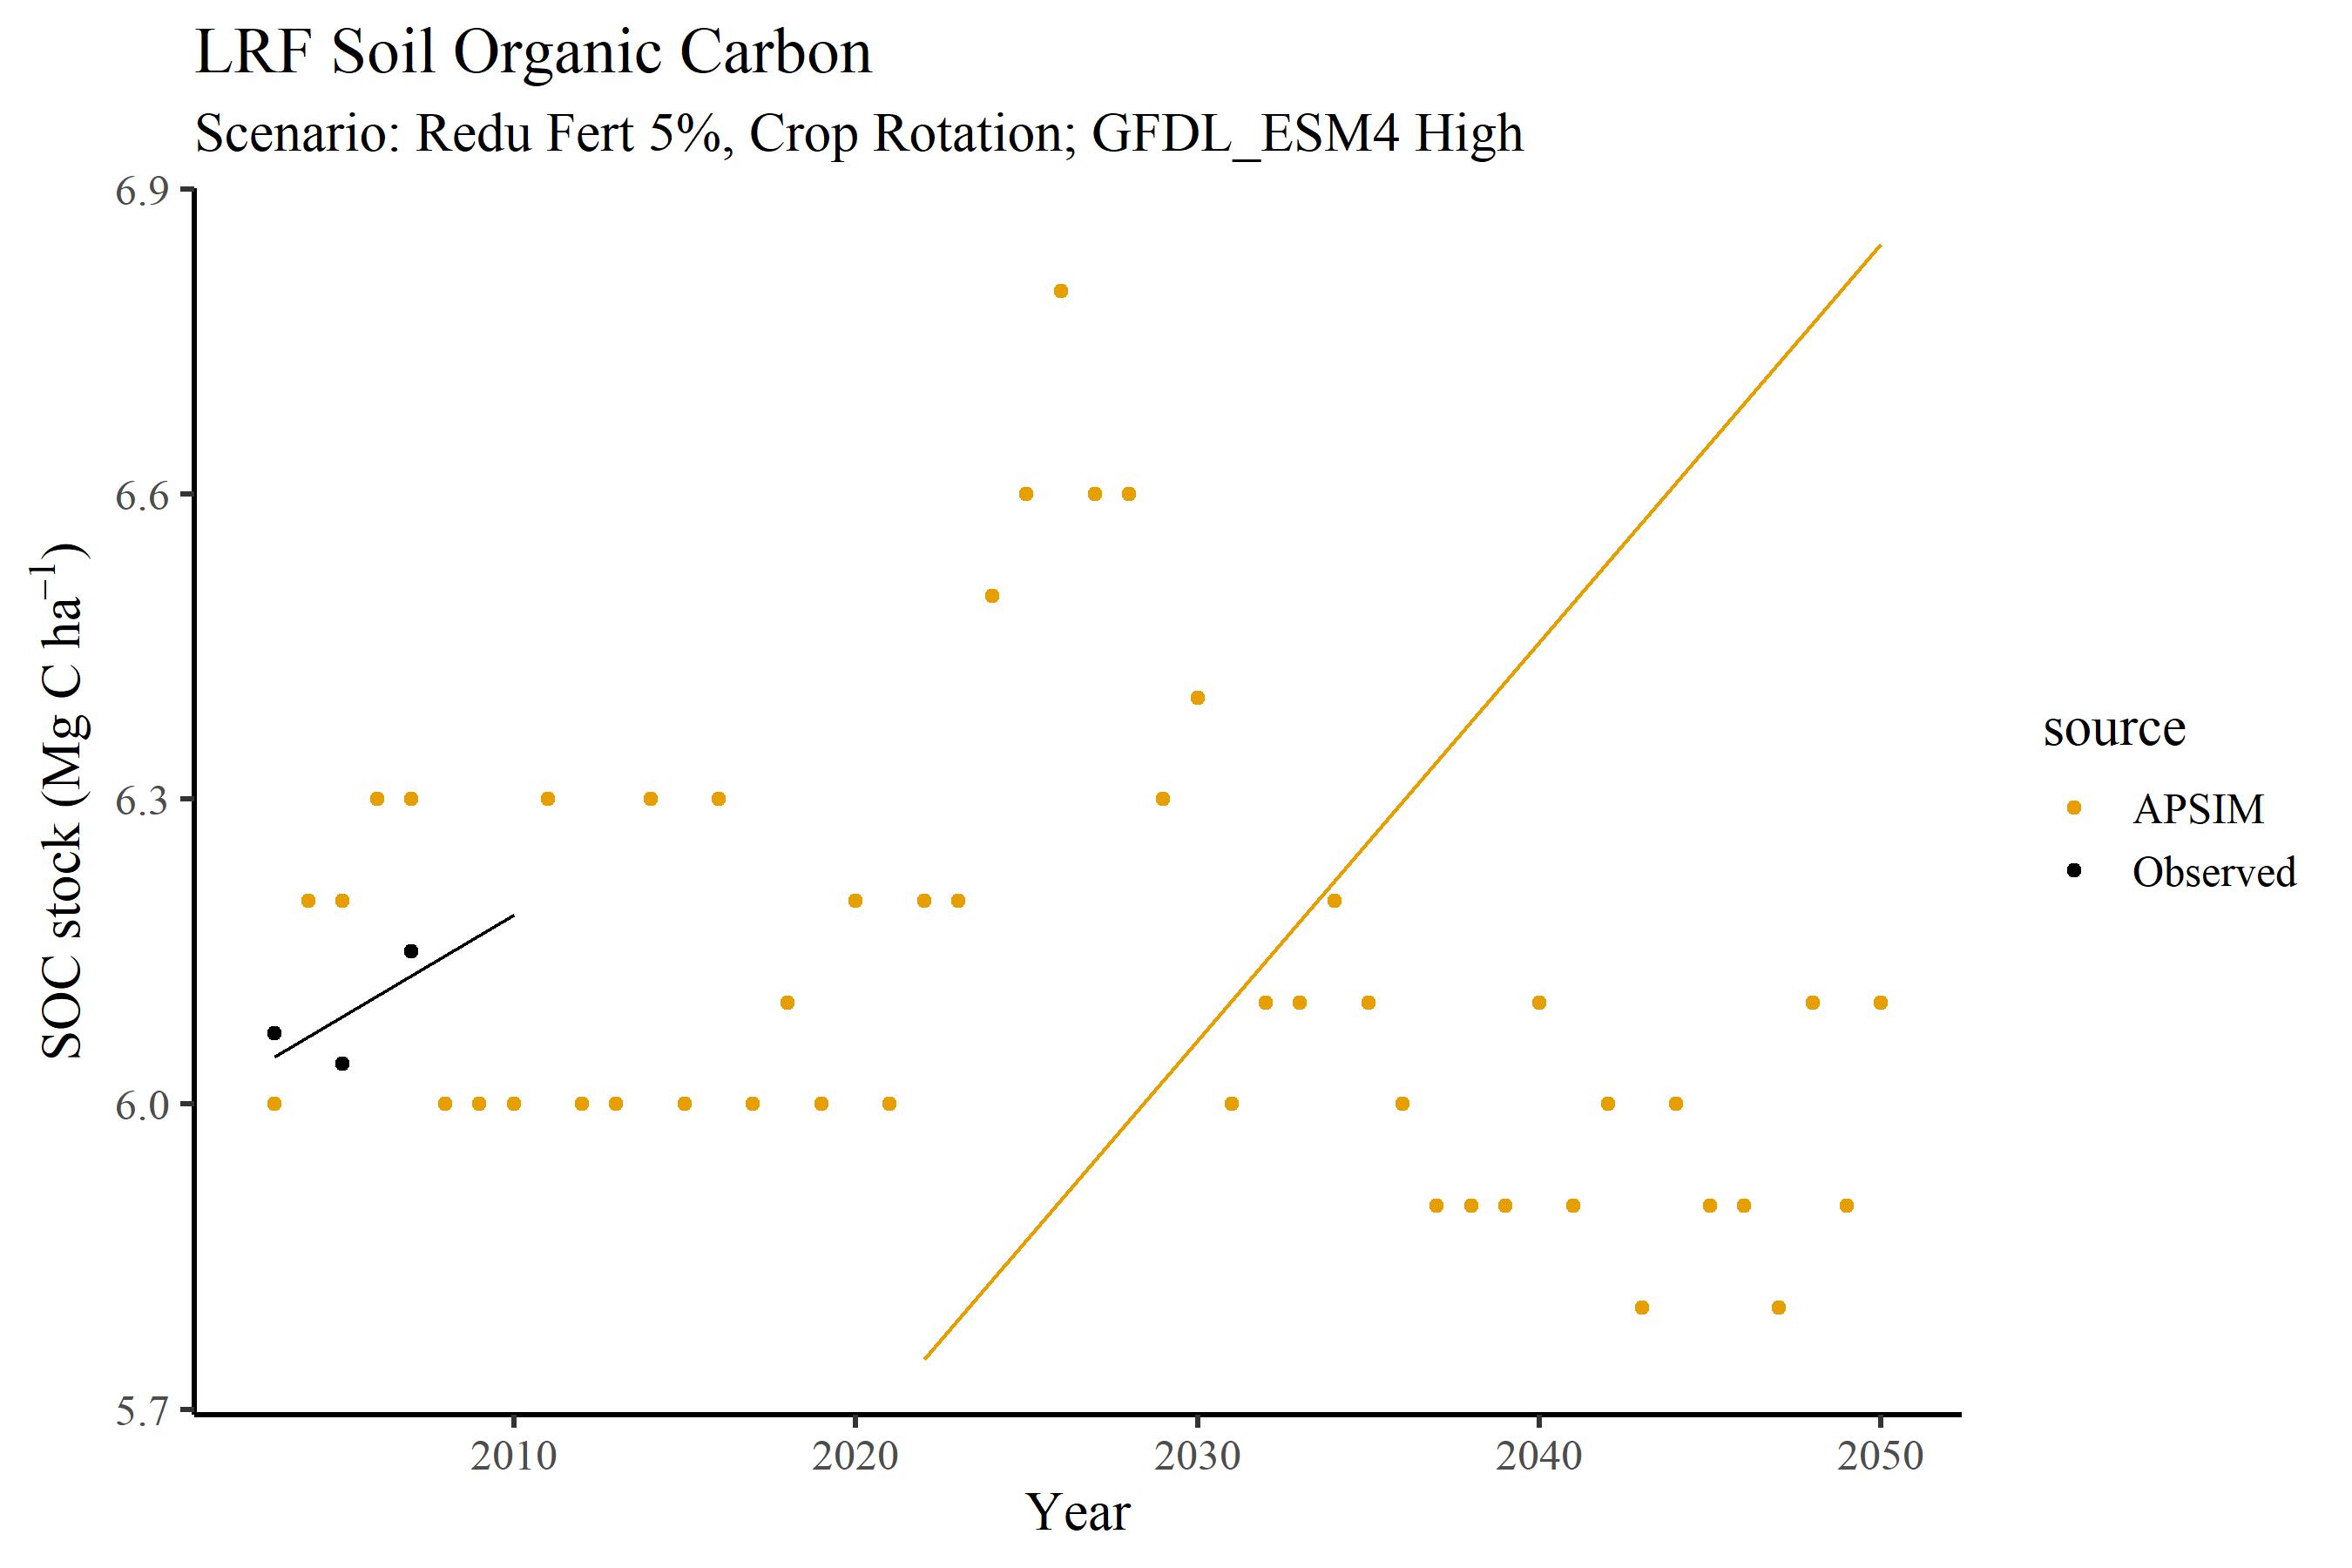 LRF Soil Organic Carbon
Scenario: Redu Fert 5%, Crop Rotation; GFDL_ESM4 High
6.9
6.6
6.3
6.0
5.7
SOC stock (Mg C ha⁻¹)
2010 2020 2030 2040 2050
Year
source
APSIM
Observed